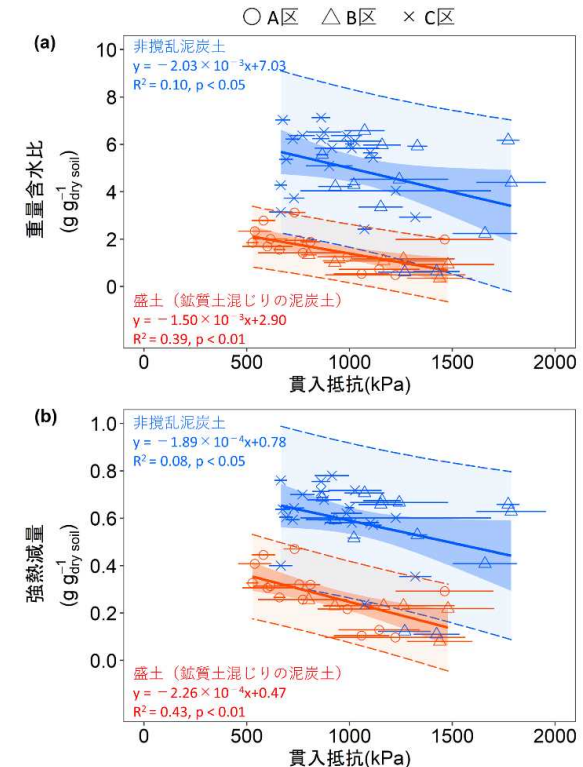 ○ A区 △ B区 × C区
(a)
非撹乱泥炭土
y = −2.03×10⁻³x+7.03
R² = 0.10, p < 0.05
10
8
6
4
2
0
重量含水比
(g g⁻¹dry soil)
盛土（鉱質土混じりの泥炭土）
y = −1.50×10⁻³x+2.90
R² = 0.39, p < 0.01
0 500 1000 1500 2000
貫入抵抗(kPa)
(b)
非撹乱泥炭土
y = −1.89×10⁻⁴x+0.78
R² = 0.08, p < 0.05
1.0
0.8
0.6
0.4
0.2
0.0
強熱減量
(g g⁻¹dry soil)
盛土（鉱質土混じりの泥炭土）
y = −2.26×10⁻⁴x+0.47
R² = 0.43, p < 0.01
0 500 1000 1500 2000
貫入抵抗(kPa)